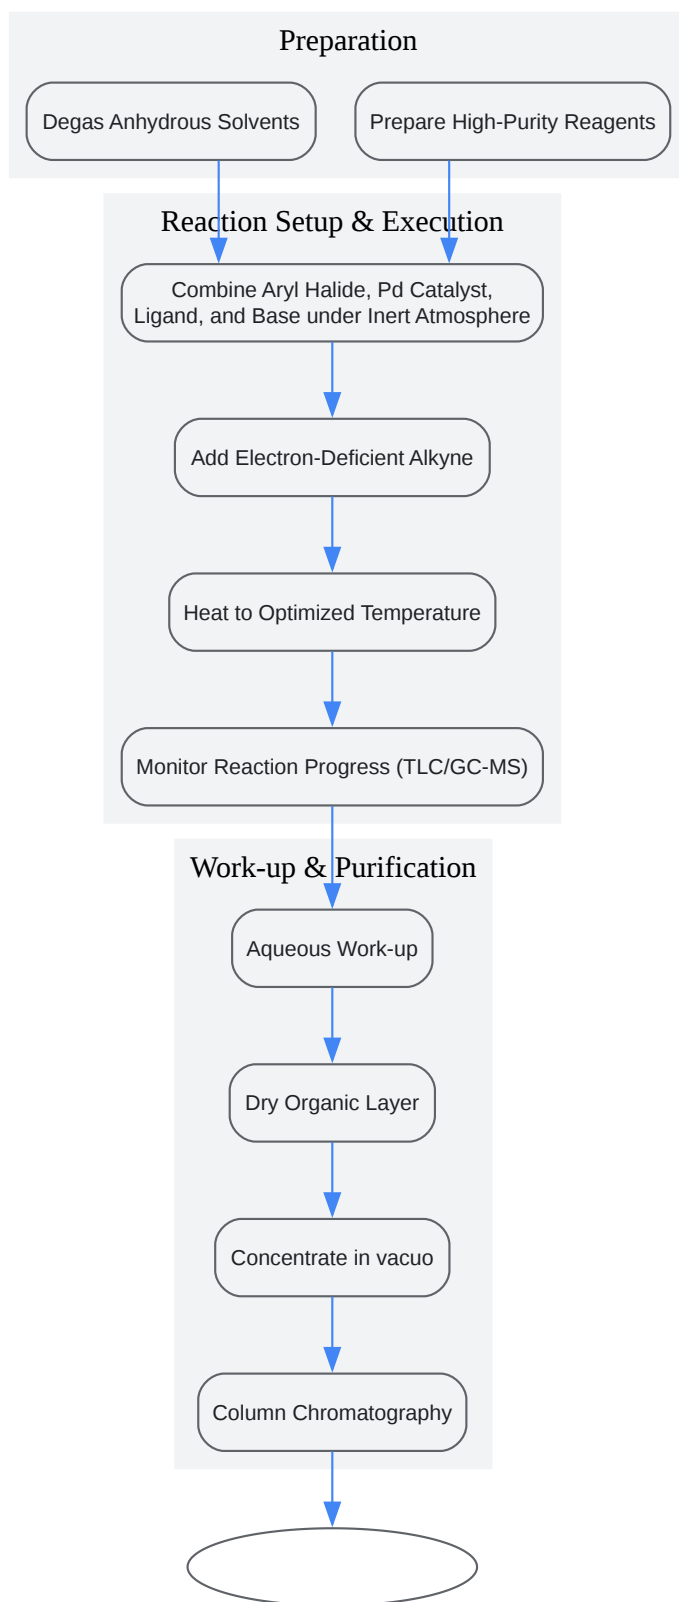 Preparation
Degas Anhydrous Solvents
Prepare High-Purity Reagents
Reaction Setup & Execution
Combine Aryl Halide, Pd Catalyst,
Ligand, and Base under Inert Atmosphere
Add Electron-Deficient Alkyne
Heat to Optimized Temperature
Monitor Reaction Progress (TLC/GC-MS)
Work-up & Purification
Aqueous Work-up
Dry Organic Layer
Concentrate in vacuo
Column Chromatography